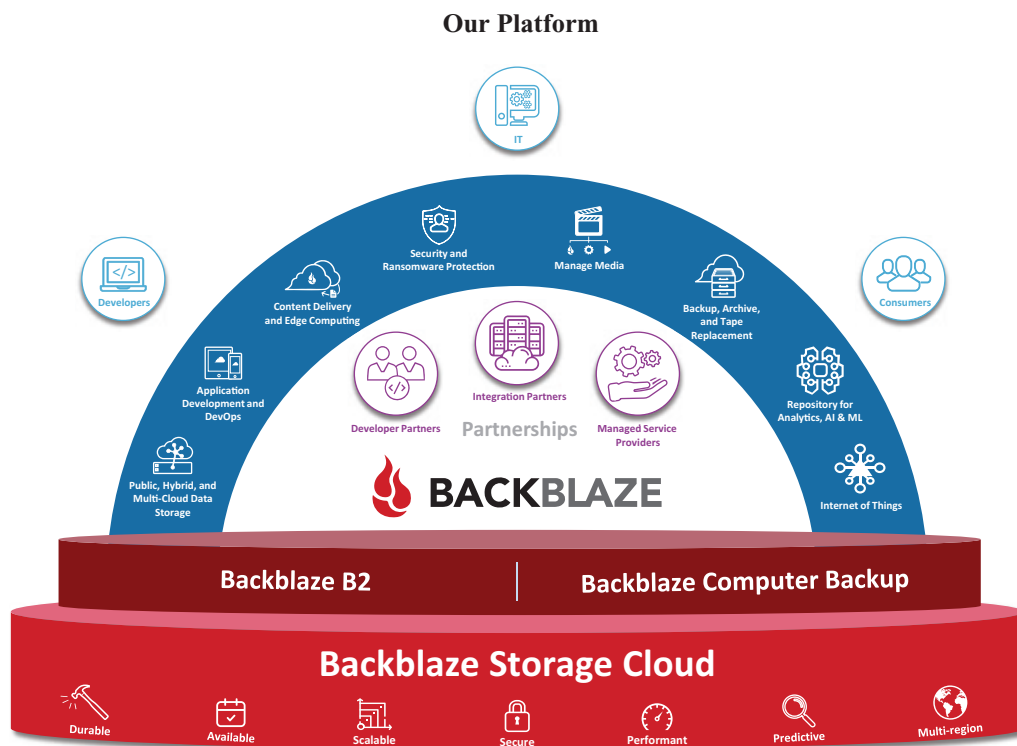 Our Platform
IT
Developers
Consumers
Security and
Ransomware Protection
Manage Media
Content Delivery
and Edge Computing
Backup, Archive,
and Tape
Replacement
Application
Development and
DevOps
Repository for
Analytics, AI & ML
Public, Hybrid, and
Multi-Cloud Data
Storage
Internet of Things
Developer Partners
Integration Partners
Managed Service
Providers
Partnerships
BACKBLAZE
Backblaze B2
Backblaze Computer Backup
Backblaze Storage Cloud
Durable
Available
Scalable
Secure
Performant
Predictive
Multi-region